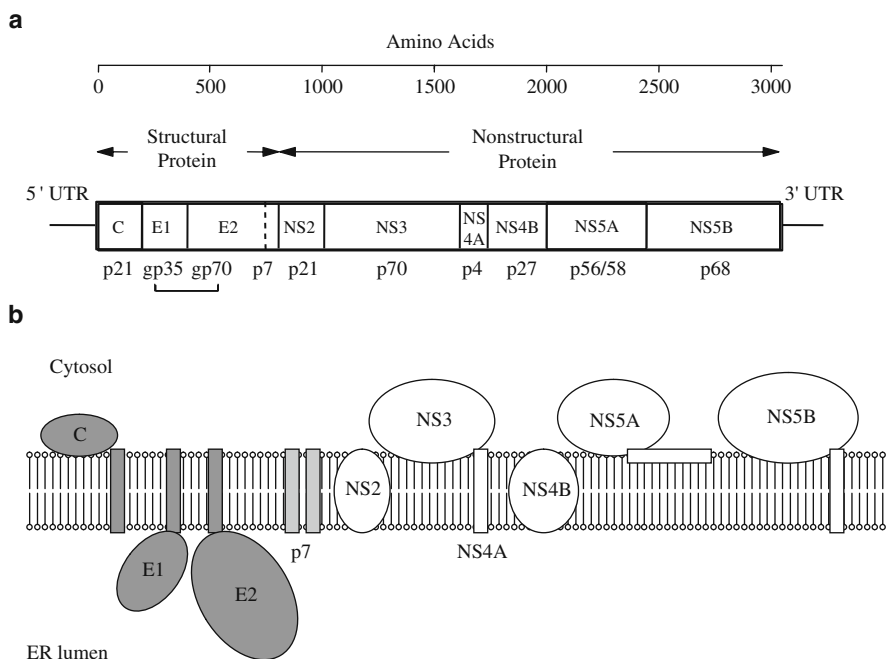 a
Amino Acids
0 500 1000 1500 2000 2500 3000
Structural Protein
Nonstructural Protein
5 ' UTR
3' UTR
C E1 E2 NS2 NS3 NS 4A NS4B NS5A NS5B
p21 gp35 gp70 p7 p21 p70 p4 p27 p56/58 p68
b
Cytosol
C
NS3
NS5A
NS5B
NS2
NS4B
p7
NS4A
E1
E2
ER lumen